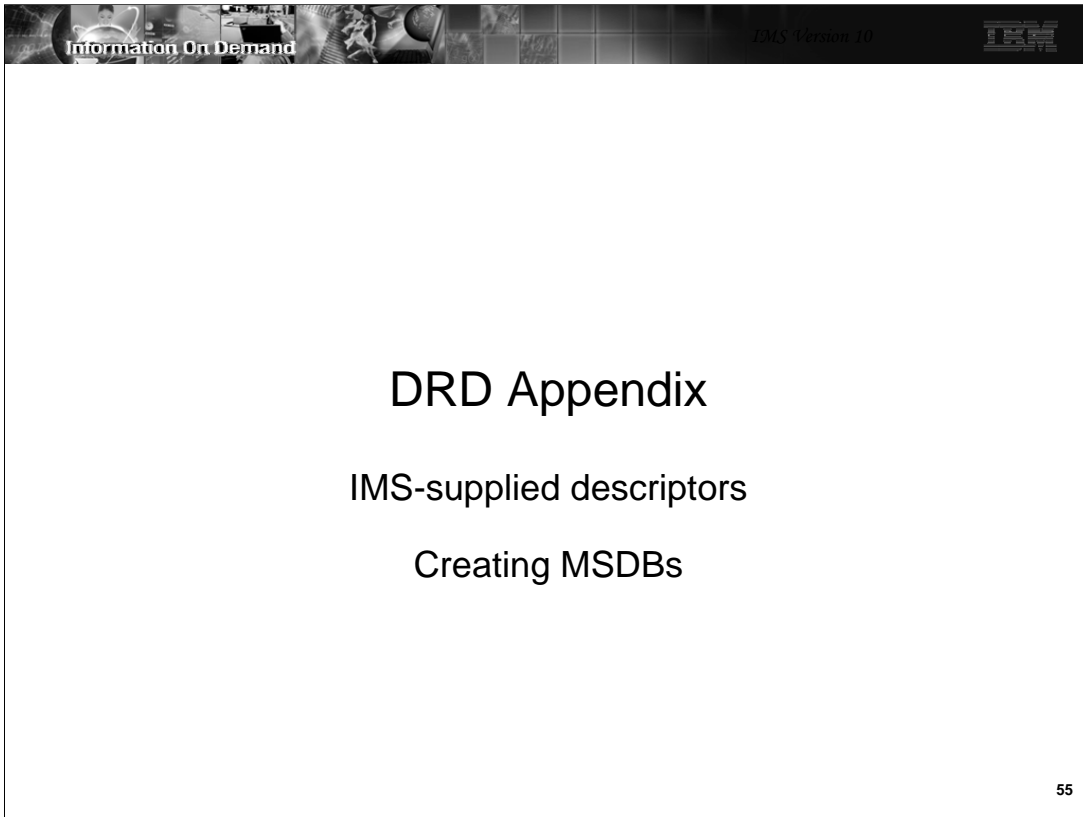 Information On Demand
IMS Version 10
IBM
DRD Appendix
IMS-supplied descriptors
Creating MSDBs
55